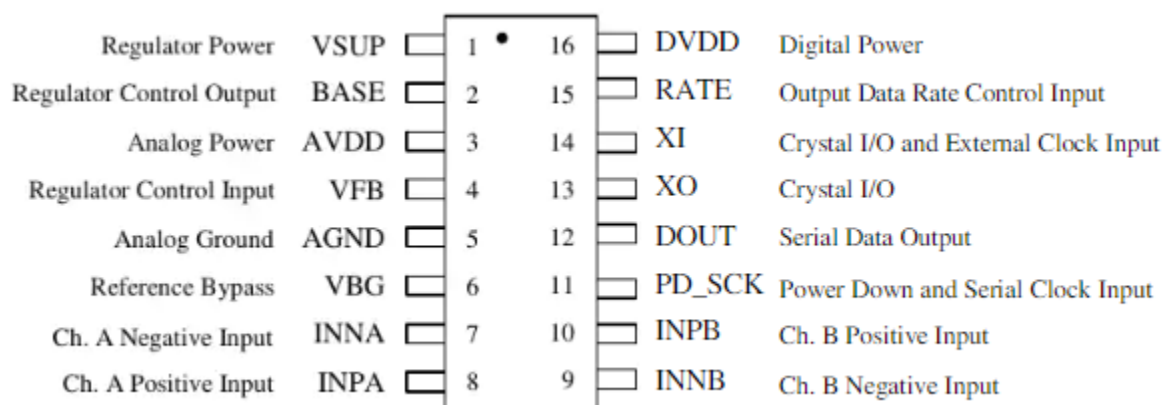 Regulator Power VSUP 1 16 DVDD Digital Power
Regulator Control Output BASE 2 15 RATE Output Data Rate Control Input
Analog Power AVDD 3 14 XI Crystal I/O and External Clock Input
Regulator Control Input VFB 4 13 XO Crystal I/O
Analog Ground AGND 5 12 DOUT Serial Data Output
Reference Bypass VBG 6 11 PD_SCK Power Down and Serial Clock Input
Ch. A Negative Input INNA 7 10 INPB Ch. B Positive Input
Ch. A Positive Input INPA 8 9 INNB Ch. B Negative Input